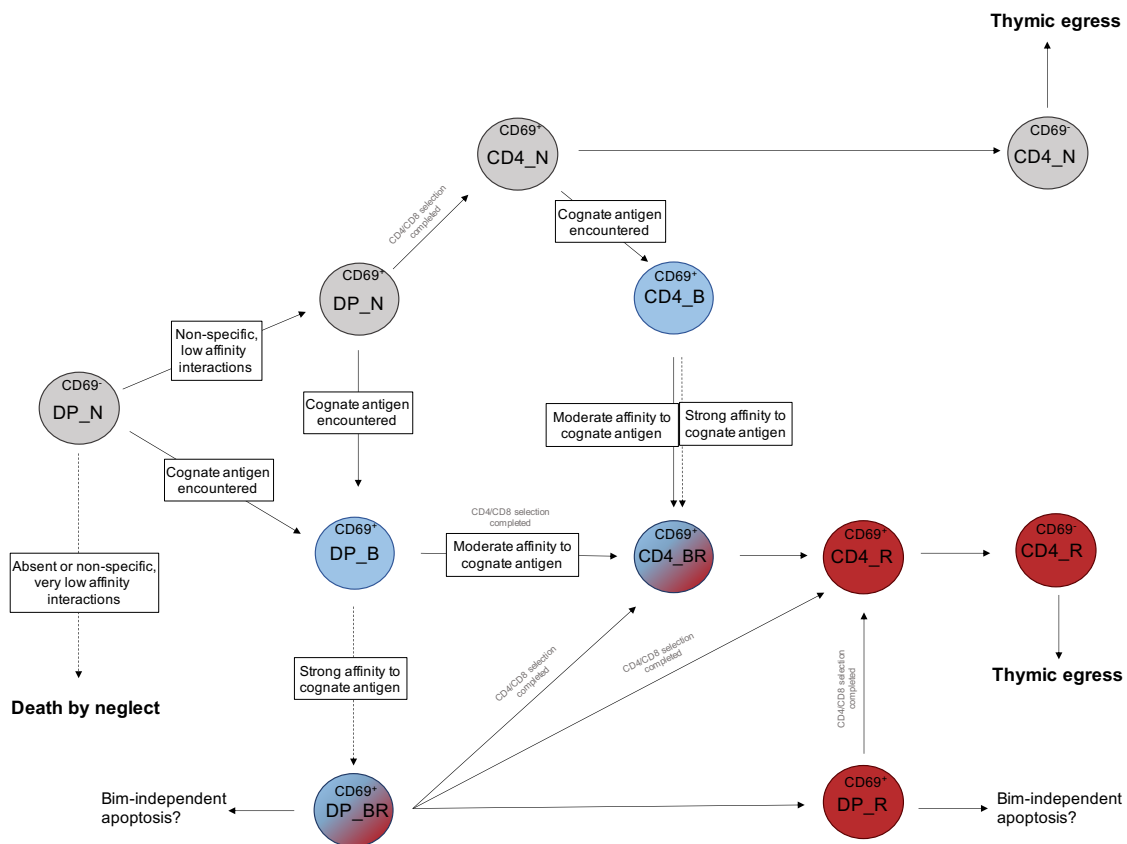 Thymic egress
CD69+
CD4_N
CD69-
CD4_N
CD4/CD8 selection
completed
Cognate antigen
encountered
CD69+
DP_N
CD69+
CD4_B
Non-specific,
low affinity
interactions
CD69-
DP_N
Cognate antigen
encountered
Moderate affinity to
cognate antigen
Strong affinity to
cognate antigen
Cognate antigen
encountered
CD69+
DP_B
CD4/CD8 selection
completed
Moderate affinity to
cognate antigen
CD69+
CD4_BR
CD69+
CD4_R
CD69-
CD4_R
Absent or non-specific,
very low affinity
interactions
Strong affinity to
cognate antigen
CD4/CD8 selection
completed
CD4/CD8 selection
completed
CD4/CD8 selection
completed
Thymic egress
Death by neglect
Bim-independent
apoptosis?
CD69+
DP_BR
CD69+
DP_R
Bim-independent
apoptosis?